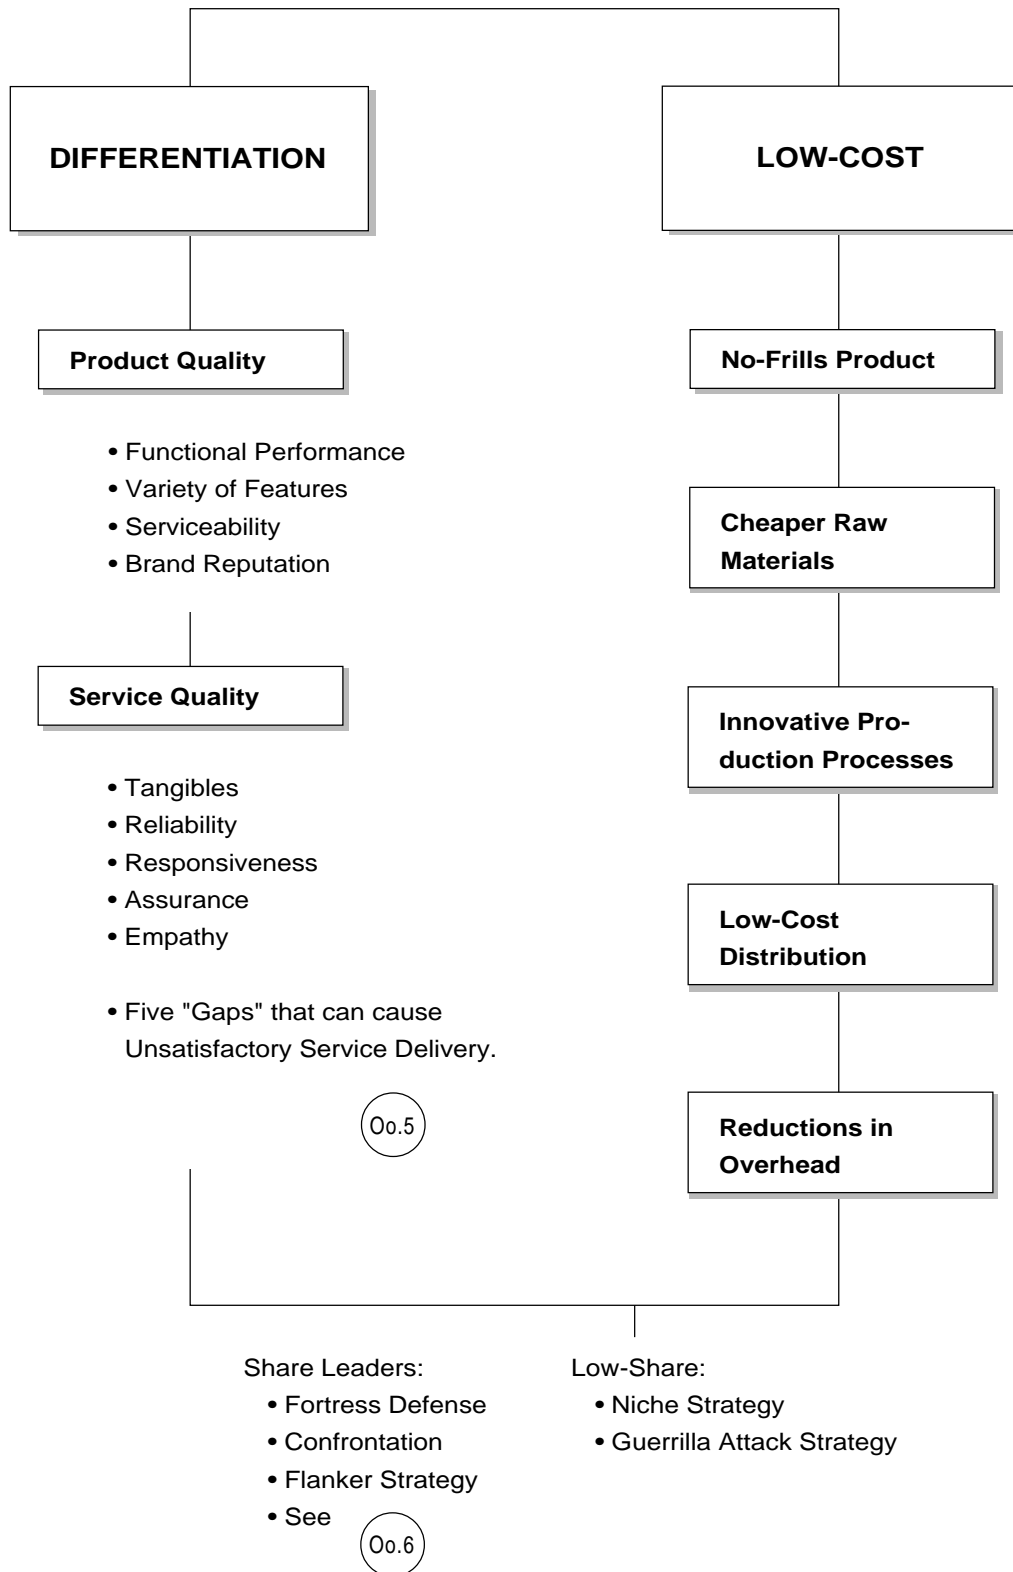 DIFFERENTIATION
Product Quality
• Functional Performance
• Variety of Features
• Serviceability
• Brand Reputation
Service Quality
• Tangibles
• Reliability
• Responsiveness
• Assurance
• Empathy
• Five "Gaps" that can cause
Unsatisfactory Service Delivery.
Oo.5
LOW-COST
No-Frills Product
Cheaper Raw
Materials
Innovative Pro-
duction Processes
Low-Cost
Distribution
Reductions in
Overhead
Share Leaders:
• Fortress Defense
• Confrontation
• Flanker Strategy
• See
Oo.6
Low-Share:
• Niche Strategy
• Guerrilla Attack Strategy